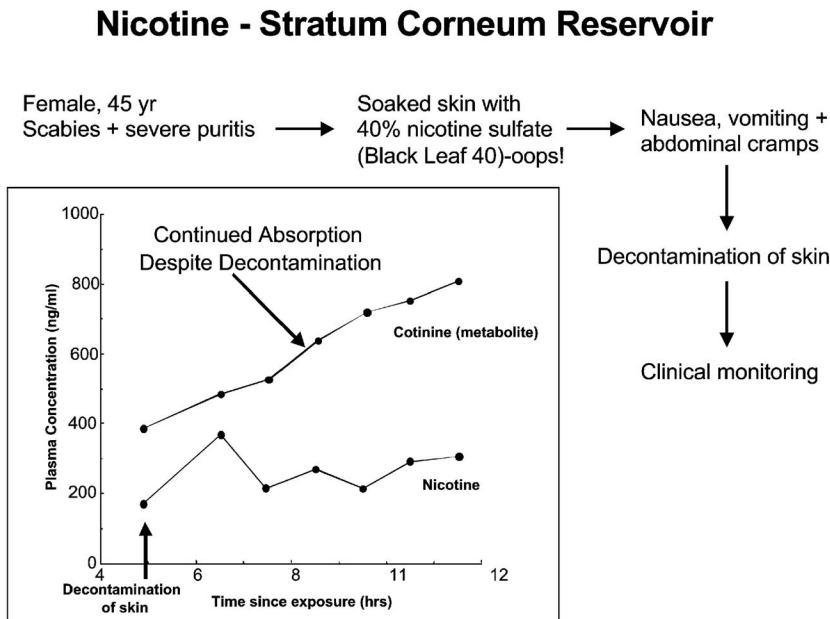 Nicotine - Stratum Corneum Reservoir
Female, 45 yr
Scabies + severe puritis
Soaked skin with
40% nicotine sulfate
(Black Leaf 40)-oops!
Nausea, vomiting +
abdominal cramps
Decontamination of skin
Clinical monitoring
1000
800
600
400
200
0
Plasma Concentration (ng/ml)
Continued Absorption
Despite Decontamination
Cotinine (metabolite)
Nicotine
4
6
8
11
12
Decontamination
of skin
Time since exposure (hrs)